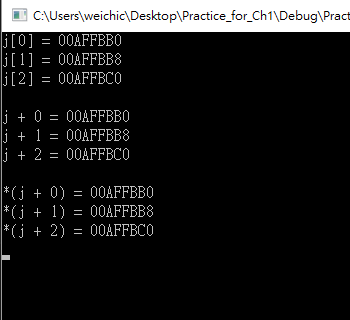 C:\Users\weichic\Desktop\Practice_for_Ch1\Debug\Pract
j[0] = 00AFFBB0
j[1] = 00AFFBB8
j[2] = 00AFFBC0
j + 0 = 00AFFBB0
j + 1 = 00AFFBB8
j + 2 = 00AFFBC0
*(j + 0) = 00AFFBB0
*(j + 1) = 00AFFBB8
*(j + 2) = 00AFFBC0